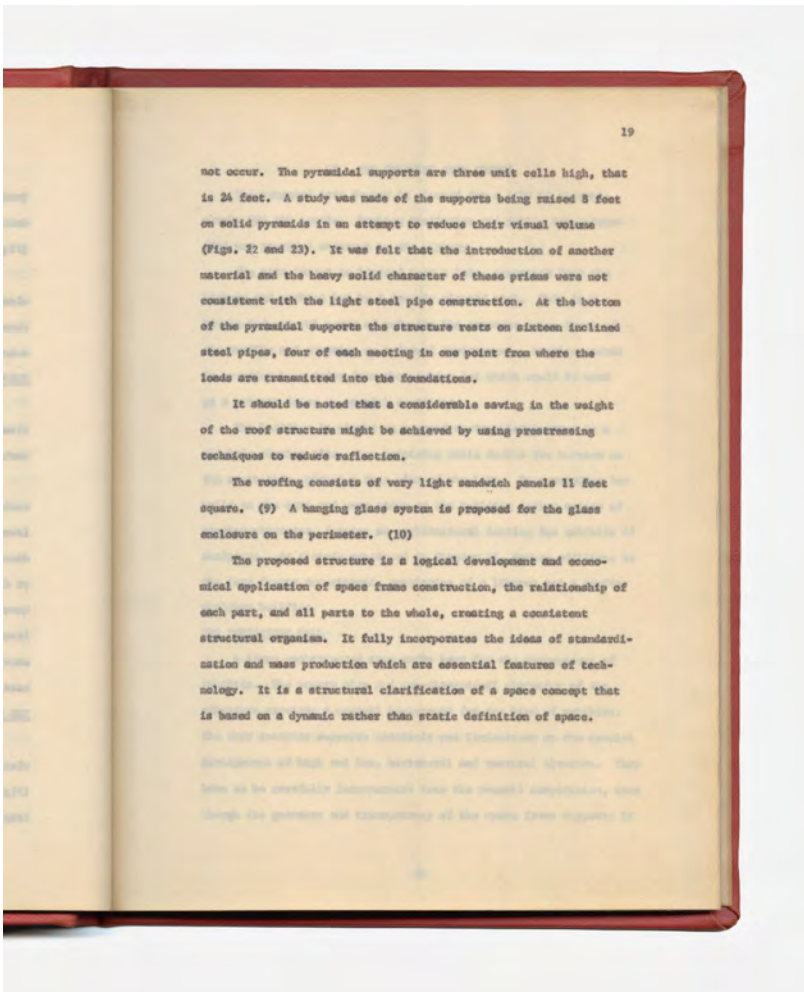 19
not occur. The pyramidal supports are three unit cells high, that
is 24 feet. A study was made of the supports being raised 8 feet
on solid pyramids in an attempt to reduce their visual volume
(Figs. 22 and 23). It was felt that the introduction of another
material and the heavy solid character of these prisms were not
consistent with the light steel pipe construction. At the bottom
of the pyramidal supports the structure rests on sixteen inclined
steel pipes, four of each meeting in one point from where the
loads are transmitted into the foundations.
It should be noted that a considerable saving in the weight
of the roof structure might be achieved by using prestressing
techniques to reduce reflection.
The roofing consists of very light sandwich panels 11 feet
square. (9) A hanging glass system is proposed for the glass
enclosure on the perimeter. (10)
The proposed structure is a logical development and econo-
mical application of space frame construction, the relationship of
each part, and all parts to the whole, creating a consistent
structural organism. It fully incorporates the ideas of standardi-
zation and mass production which are essential features of tech-
nology. It is a structural clarification of a space concept that
is based on a dynamic rather than static definition of space.